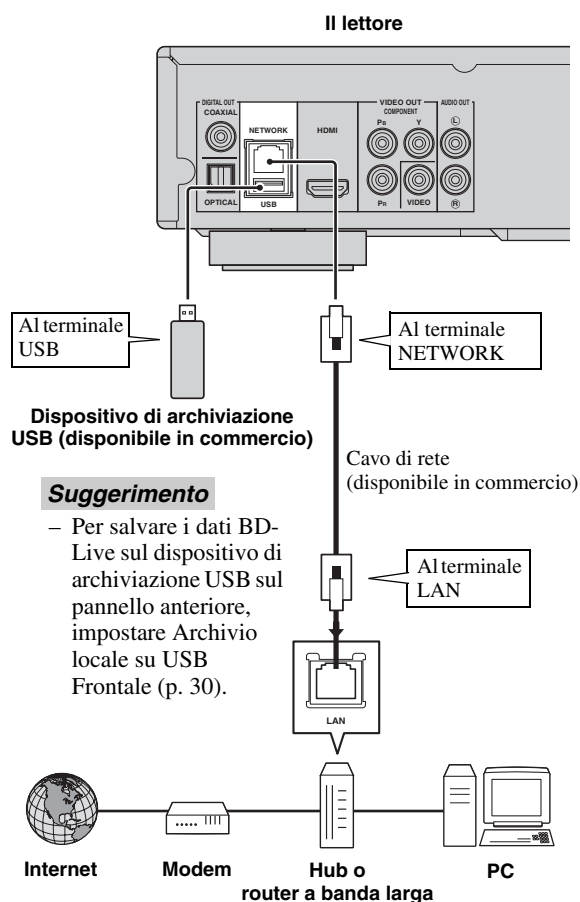 Il lettore
DIGITAL OUT
COAXIAL
OPTICAL
NETWORK
USB
HDMI
VIDEO OUT
COMPONENT
PB
Y
PR
VIDEO
AUDIO OUT
L
R
Al terminale
USB
Al terminale
NETWORK
Dispositivo di archiviazione
USB (disponibile in commercio)
Cavo di rete
(disponibile in commercio)
Suggerimento
– Per salvare i dati BD-
Live sul dispositivo di
archiviazione USB sul
pannello anteriore,
impostare Archivio
locale su USB
Frontale (p. 30).
Al terminale
LAN
LAN
Internet
Modem
Hub o
router a banda larga
PC